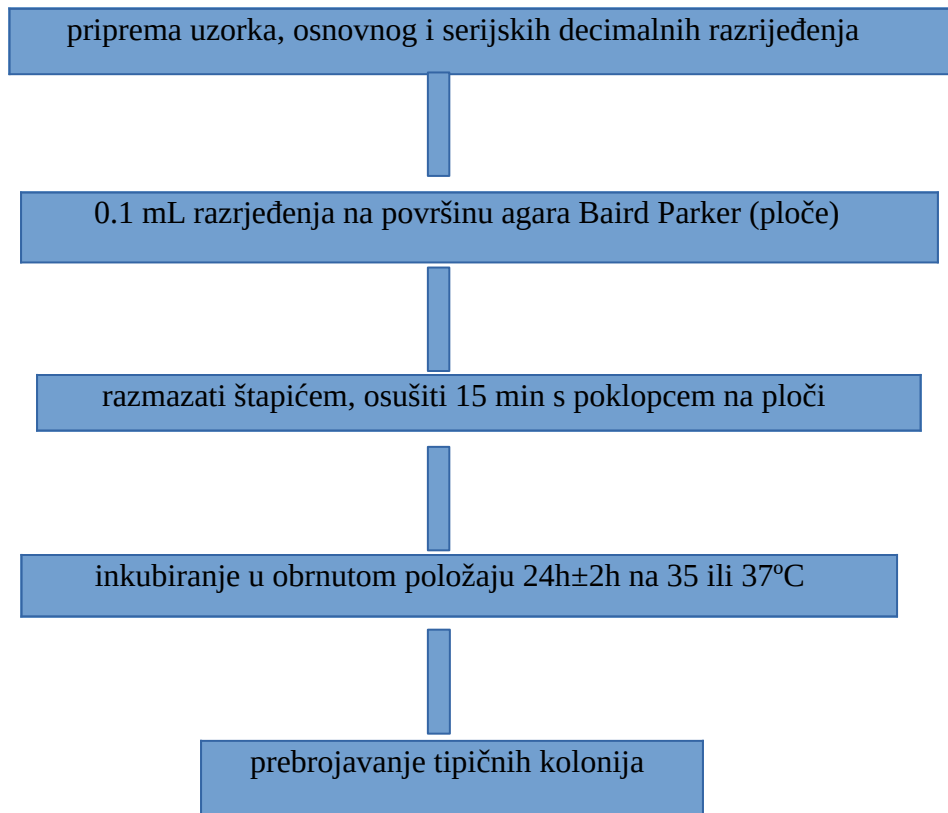 priprema uzorka, osnovnog i serijskih decimalnih razrijeđenja
0.1 mL razrjeđenja na površinu agara Baird Parker (ploče)
razmazati štapićem, osušiti 15 min s poklopcem na ploči
inkubiranje u obrnutom položaju 24h±2h na 35 ili 37ºC
prebrojavanje tipičnih kolonija